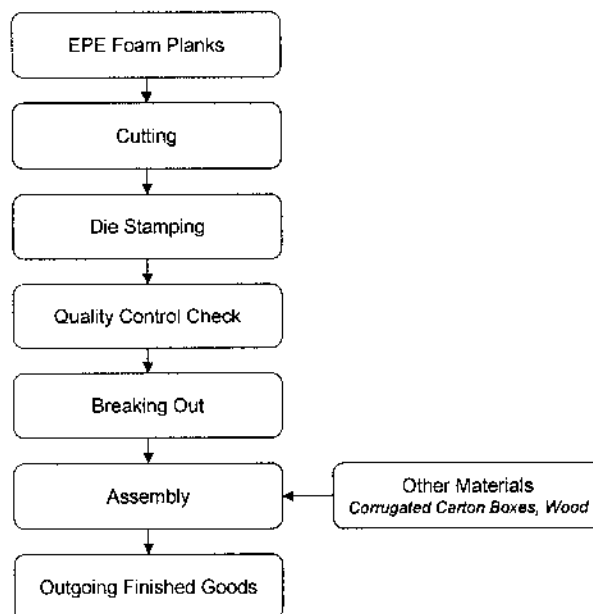 EPE Foam Planks
Cutting
Die Stamping
Quality Control Check
Breaking Out
Assembly
Other Materials
Corrugated Carton Boxes, Wood
Outgoing Finished Goods